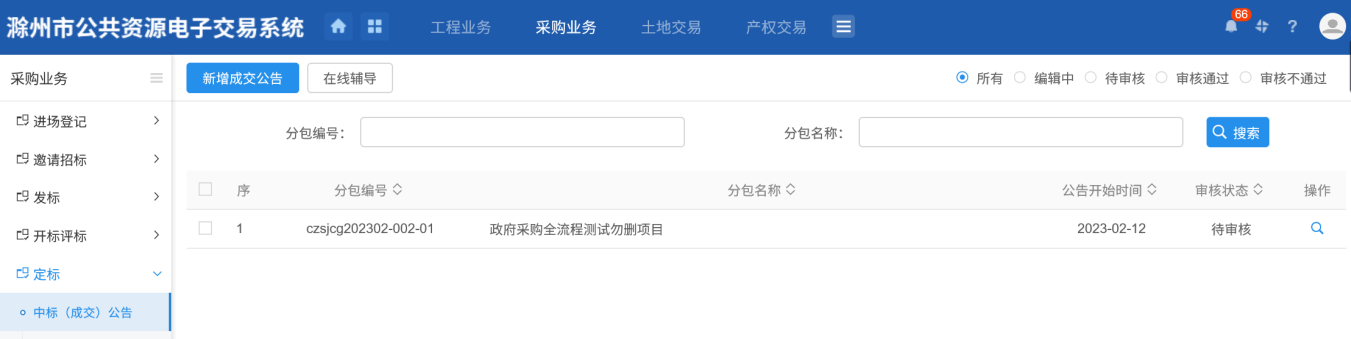 滁州市公共资源电子交易系统 工程业务 采购业务 土地交易 产权交易 66 ?
采购业务 新增成交公告 在线辅导 所有 编辑中 待审核 审核通过 审核不通过
进场登记
分包编号： 分包名称： 搜索
邀请招标
发标 序 分包编号 分包名称 公告开始时间 审核状态 操作
开标评标 1 czsjcg202302-002-01 政府采购全流程测试勿删项目 2023-02-12 待审核
定标
中标（成交）公告